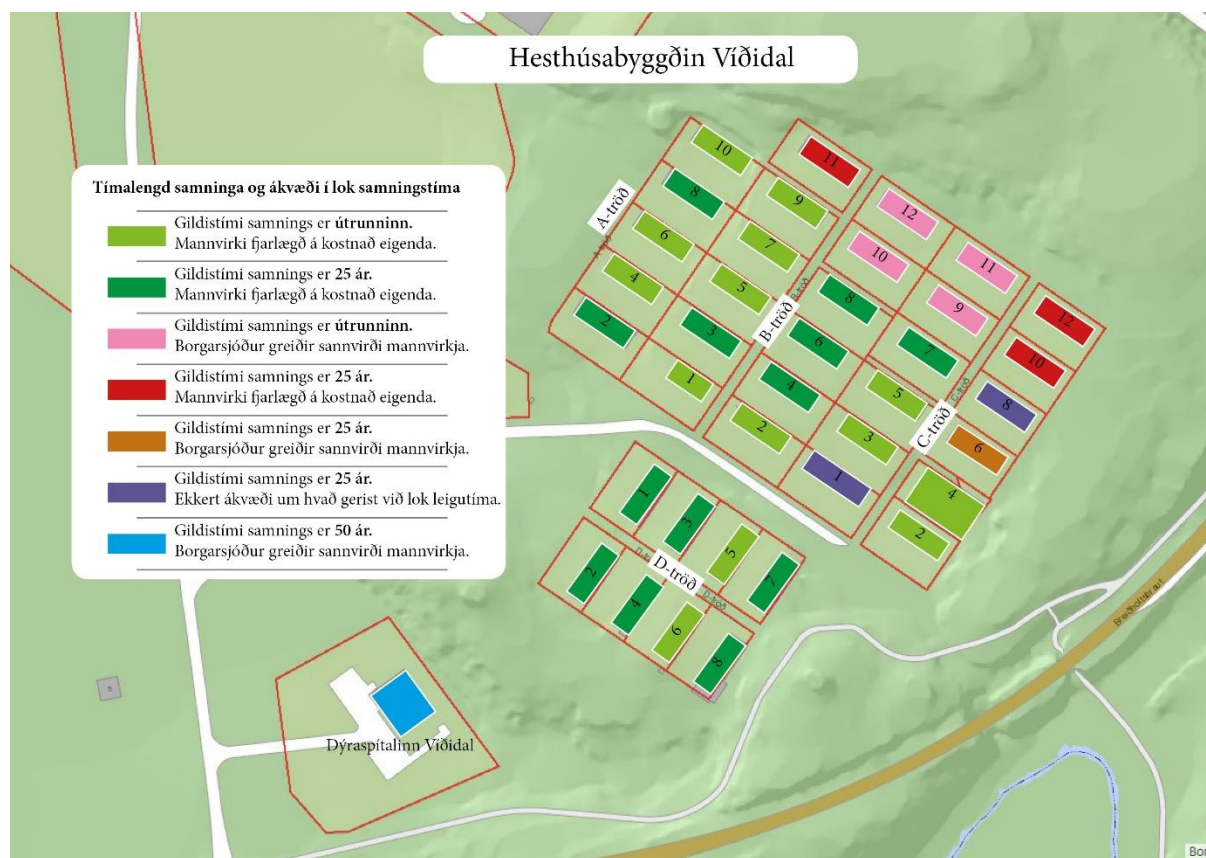 Hesthúsabyggðin Víðidal
Tímalengd samninga og ákvæði í lok samningstíma
Gildistími samnings er útrunninn.
Mannvirki fjarlægð á kostnað eigenda.
Gildistími samnings er 25 ár.
Mannvirki fjarlægð á kostnað eigenda.
Gildistími samnings er útrunninn.
Borgarsjóður greiðir sannvirði mannvirkja.
Gildistími samnings er 25 ár.
Mannvirki fjarlægð á kostnað eigenda.
Gildistími samnings er 25 ár.
Borgarsjóður greiðir sannvirði mannvirkja.
Gildistími samnings er 25 ár.
Ekkert ákvæði um hvað gerist við lok leigutíma.
Gildistími samnings er 50 ár.
Borgarsjóður greiðir sannvirði mannvirkja.
A-tröð
10
8
6
4
2
11
9
7
5
3
1
B-tröð
B-tröð
12
10
8
6
4
2
11
9
7
5
3
1
C-tröð
C-tröð
12
10
8
6
4
2
D-tröð
D-tröð
1
3
5
7
2
4
6
8
Dýraspítalinn Víðidal
Breiðholtsbraut
Bor